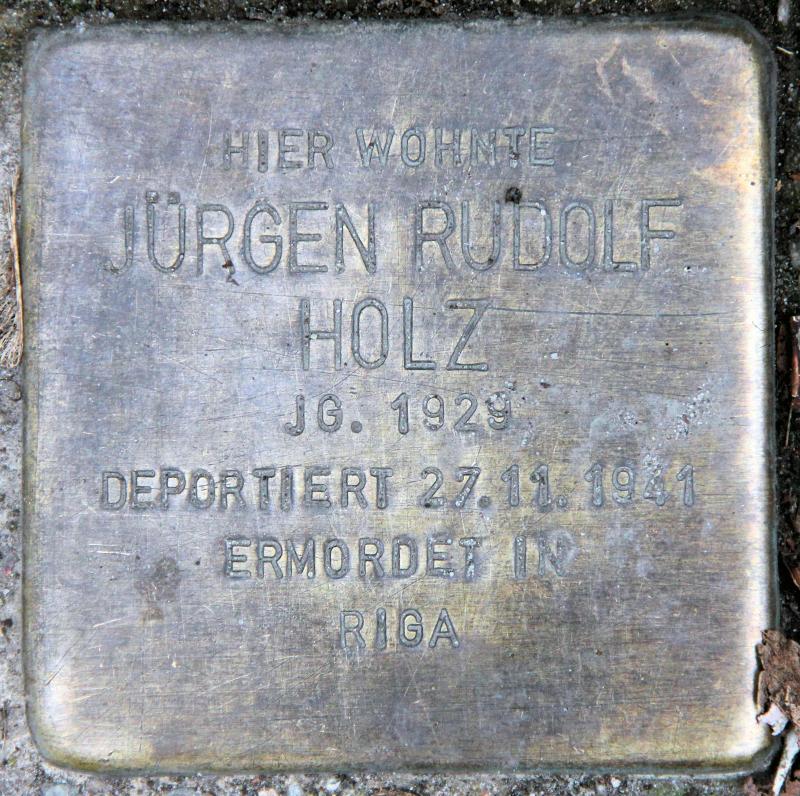 HIER WOHNTE
JÜRGEN RUDOLF
HOLZ
JG. 1929
DEPORTIERT 27.11.1941
ERMORDET IN
RIGA